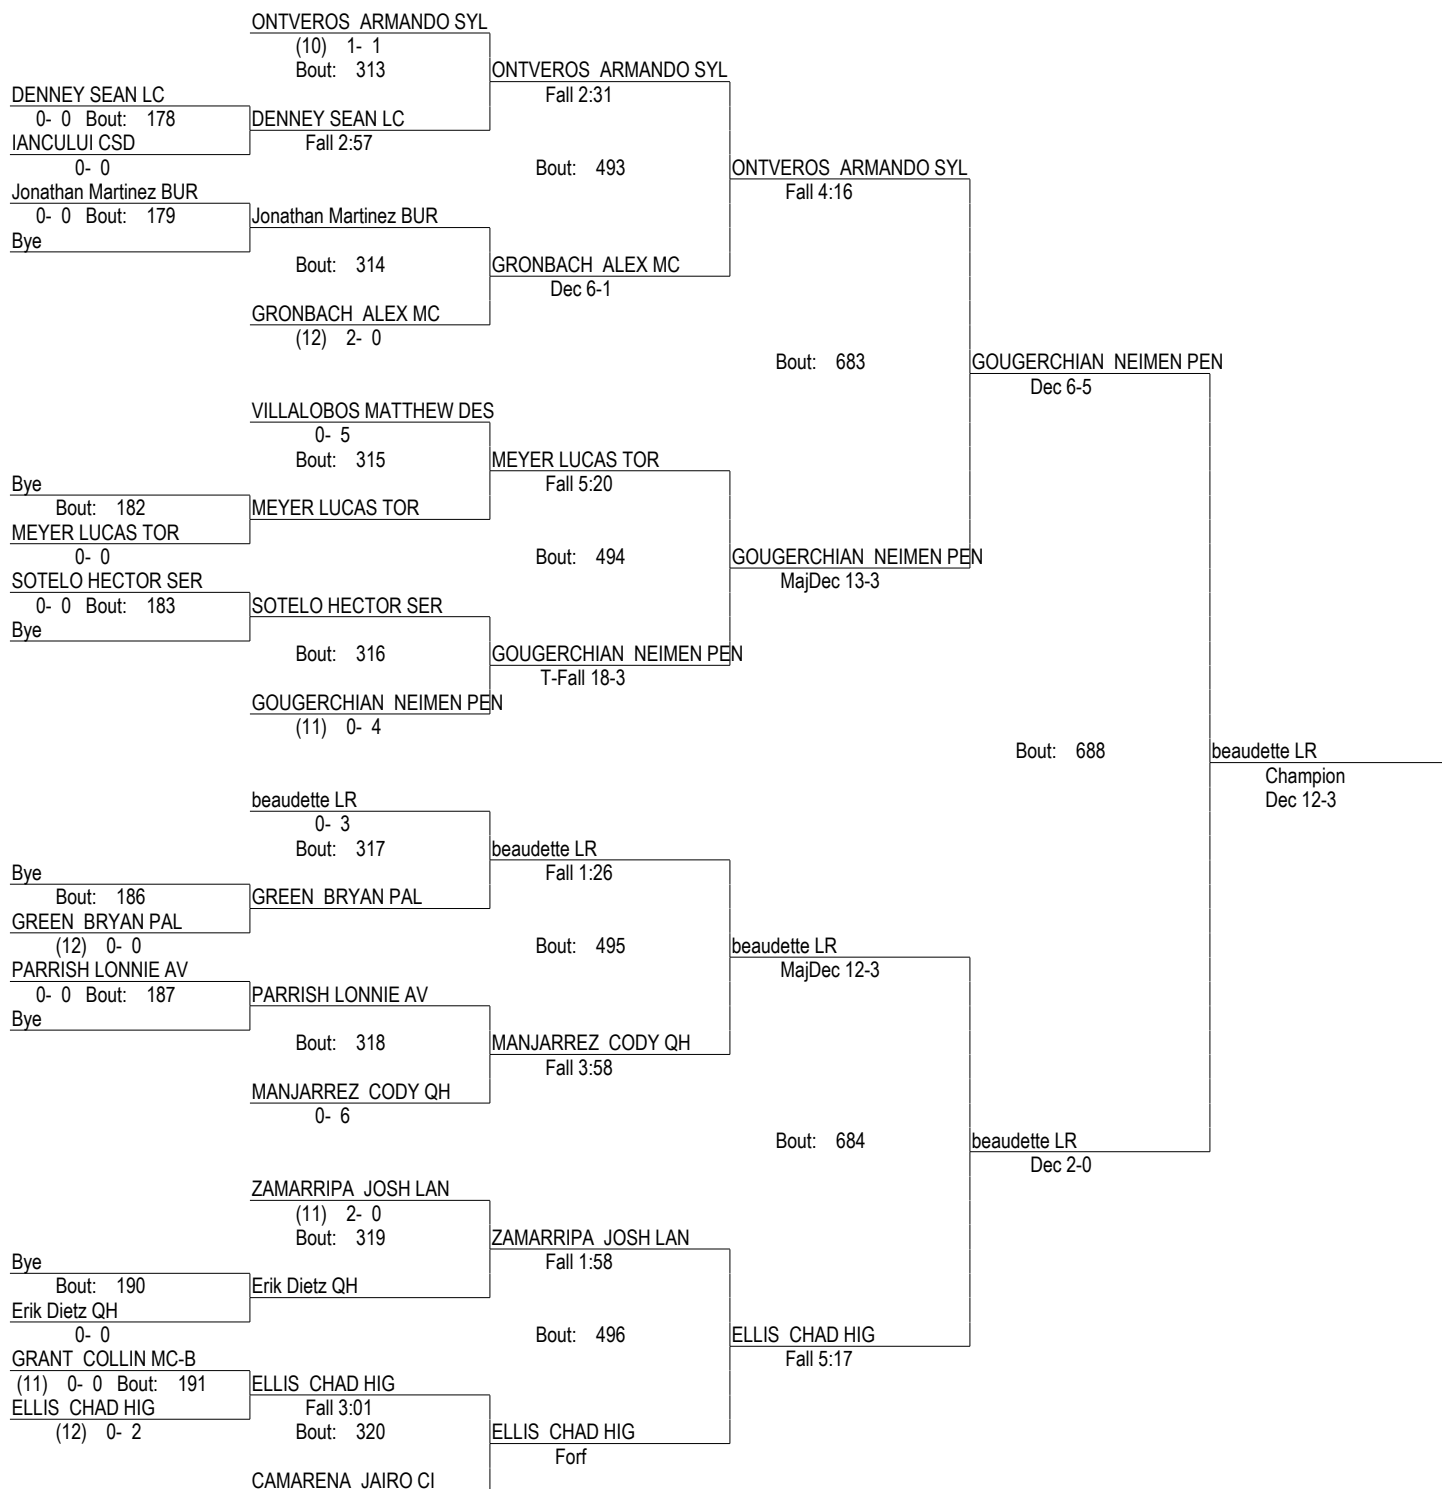 ONTVEROS  ARMANDO SYL
(10)    1-  1
Bout:    313
ONTVEROS  ARMANDO SYL
DENNEY SEAN LC
Fall 2:31
0-  0   Bout:    178
DENNEY SEAN LC
IANCULUI CSD
Fall 2:57
0-  0
Bout:    493
ONTVEROS  ARMANDO SYL
Jonathan Martinez BUR
Fall 4:16
0-  0   Bout:    179
Jonathan Martinez BUR
Bye
Bout:    314
GRONBACH  ALEX MC
Dec 6-1
GRONBACH  ALEX MC
(12)    2-  0
Bout:    683
GOUGERCHIAN  NEIMEN PEN
Dec 6-5
VILLALOBOS MATTHEW DES
0-  5
Bout:    315
MEYER LUCAS TOR
Bye
Fall 5:20
Bout:    182
MEYER LUCAS TOR
MEYER LUCAS TOR
0-  0
Bout:    494
GOUGERCHIAN  NEIMEN PEN
SOTELO HECTOR SER
MajDec 13-3
0-  0   Bout:    183
SOTELO HECTOR SER
Bye
Bout:    316
GOUGERCHIAN  NEIMEN PEN
T-Fall 18-3
GOUGERCHIAN  NEIMEN PEN
(11)    0-  4
Bout:    688
beaudette LR
Champion
Dec 12-3
beaudette LR
0-  3
Bout:    317
beaudette LR
Bye
Fall 1:26
Bout:    186
GREEN  BRYAN PAL
GREEN  BRYAN PAL
(12)    0-  0
Bout:    495
beaudette LR
PARRISH LONNIE AV
MajDec 12-3
0-  0   Bout:    187
PARRISH LONNIE AV
Bye
Bout:    318
MANJARREZ  CODY QH
Fall 3:58
MANJARREZ  CODY QH
0-  6
Bout:    684
beaudette LR
Dec 2-0
ZAMARRIPA  JOSH LAN
(11)    2-  0
Bout:    319
ZAMARRIPA  JOSH LAN
Bye
Fall 1:58
Bout:    190
Erik Dietz QH
Erik Dietz QH
0-  0
Bout:    496
ELLIS  CHAD HIG
GRANT  COLLIN MC-B
Fall 5:17
(11)    0-  0   Bout:    191
ELLIS  CHAD HIG
ELLIS  CHAD HIG
Fall 3:01
(12)    0-  2
Bout:    320
ELLIS  CHAD HIG
Forf
CAMARENA  JAIRO CI